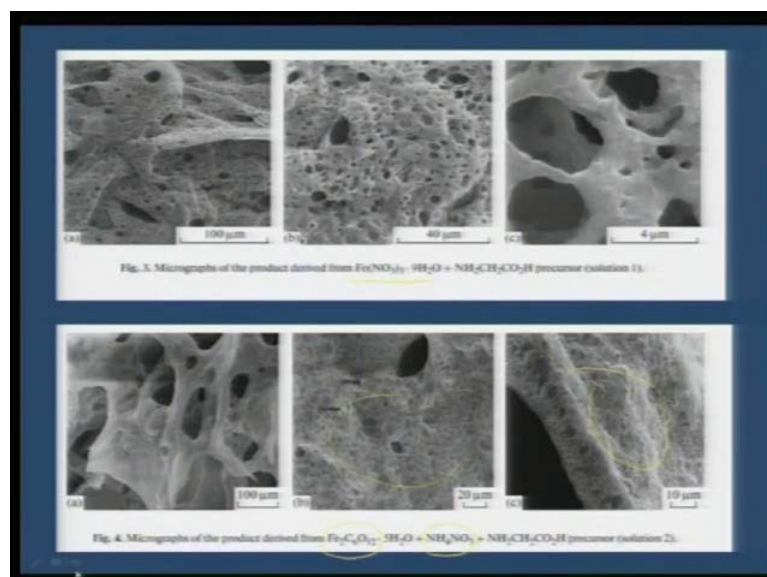 (a) 100 µm (b) 40 µm (c) 4 µm
Fig. 3. Micrographs of the product derived from Fe(NO₃)₃· 9H₂O + NH₂CH₂CO₂H precursor (solution 1).
(a) 100 µm (b) 20 µm (c) 10 µm
Fig. 4. Micrographs of the product derived from Fe₂C₆O₁₂· 5H₂O + NH₄NO₃ + NH₂CH₂CO₂H precursor (solution 2).